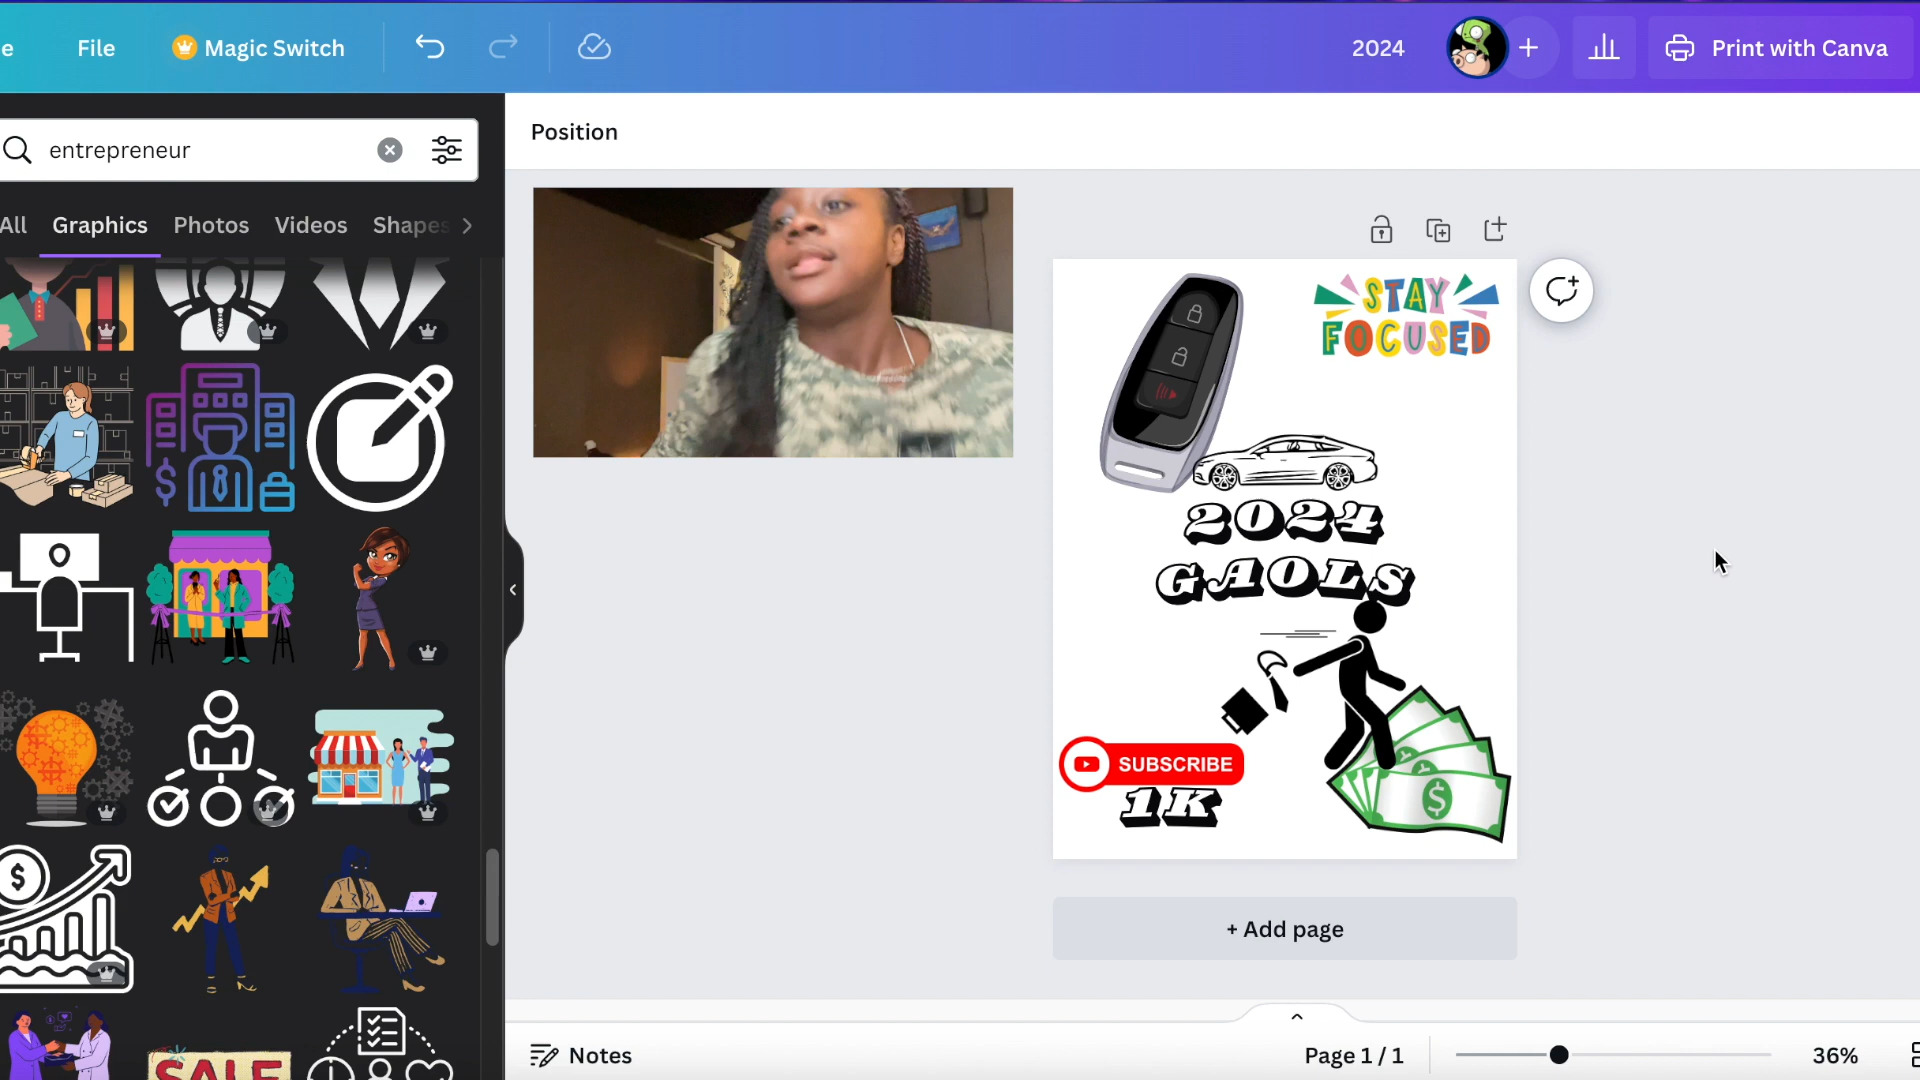 e File Magic Switch 2024 + Print with Canva
entrepreneur
Position
All Graphics Photos Videos Shapes
STAY
FOCUSED
2024
GAOLS
SUBSCRIBE
1K
$
$
$
SALE
+ Add page
Notes Page 1 / 1 36%